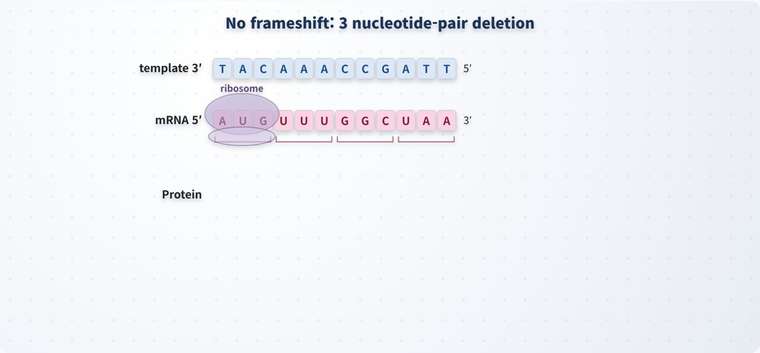 No frameshift: 3 nucleotide-pair deletion
template 3′ T A C A A A C C G A T T 5′
ribosome
mRNA 5′ A U G U U U G G C U A A 3′
Protein